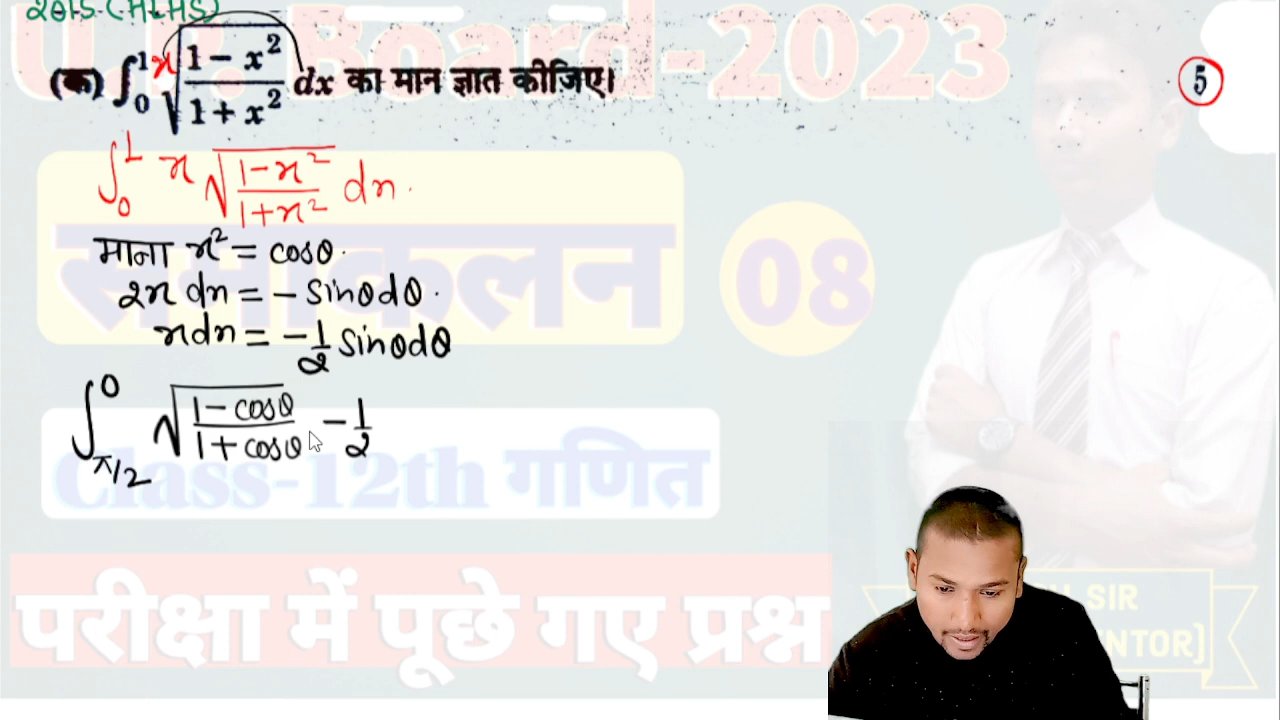 2015 (HIHS)
U.P. Board-2023
(क) ∫₀¹ x √((1 − x²)/(1 + x²)) dx का मान ज्ञात कीजिए।
5
∫₀¹ x √((1-x²)/(1+x²)) dx.
समाकलन 08
माना x² = cosθ.
2x dx = - sinθdθ.
xdx = -1/2 sinθdθ
∫_{π/2}^{0} √((1-cosθ)/(1+cosθ)) -1/2
Class-12th गणित
परीक्षा में पूछे गए प्रश्न
SIR
NTOR]